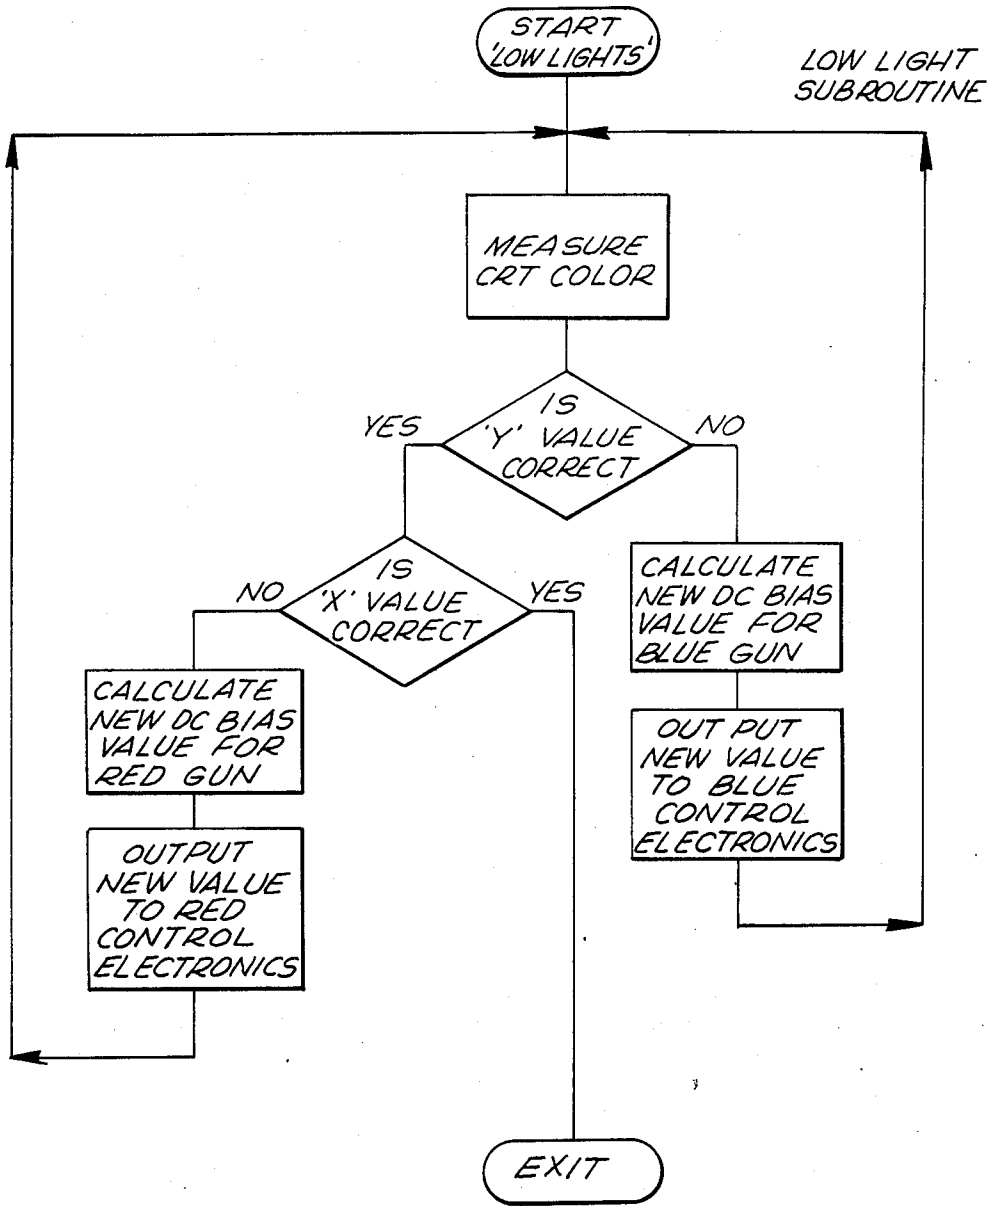 START
'LOW LIGHTS'
LOW LIGHT
SUBROUTINE
MEASURE
CRT COLOR
IS
'Y' VALUE
CORRECT
YES
NO
IS
'X' VALUE
CORRECT
NO
YES
CALCULATE
NEW DC BIAS
VALUE FOR
BLUE GUN
CALCULATE
NEW DC BIAS
VALUE FOR
RED GUN
OUT PUT
NEW VALUE
TO BLUE
CONTROL
ELECTRONICS
OUTPUT
NEW VALUE
TO RED
CONTROL
ELECTRONICS
EXIT